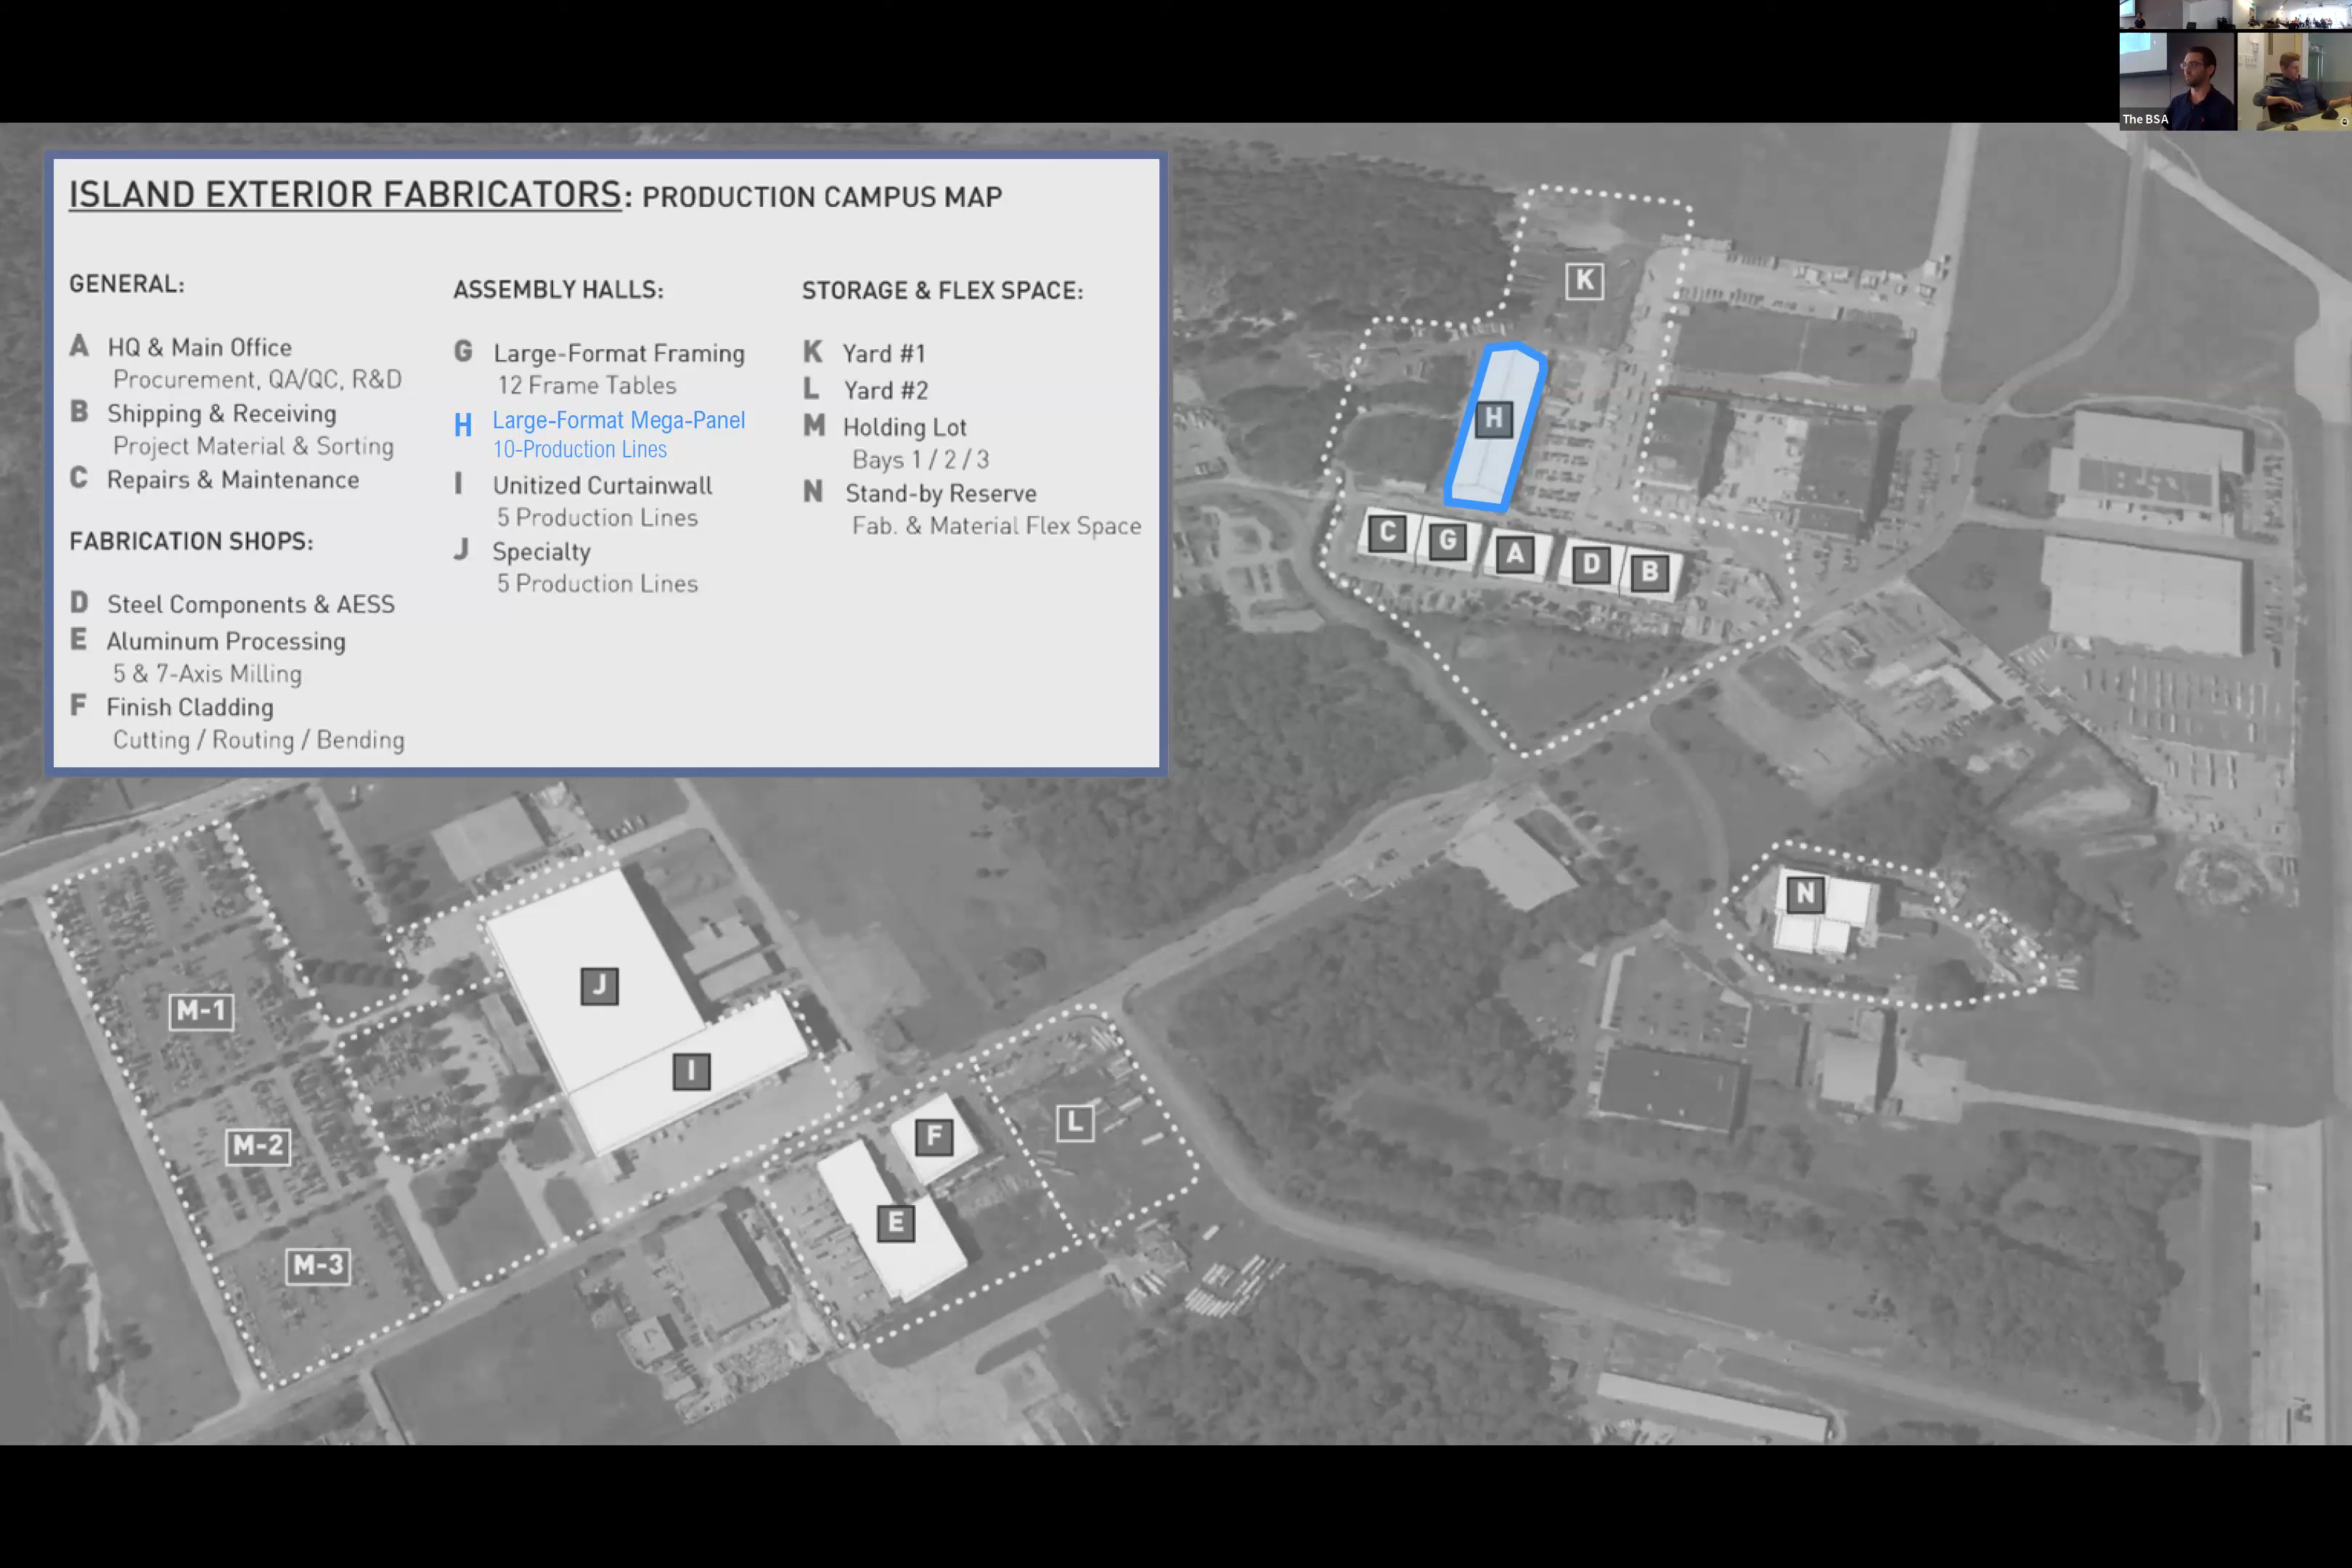 The BSA
ISLAND EXTERIOR FABRICATORS: PRODUCTION CAMPUS MAP
GENERAL:
A HQ & Main Office
Procurement, QA/QC, R&D
B Shipping & Receiving
Project Material & Sorting
C Repairs & Maintenance
FABRICATION SHOPS:
D Steel Components & AESS
E Aluminum Processing
5 & 7-Axis Milling
F Finish Cladding
Cutting / Routing / Bending
ASSEMBLY HALLS:
G Large-Format Framing
12 Frame Tables
H Large-Format Mega-Panel
10-Production Lines
I Unitized Curtainwall
5 Production Lines
J Specialty
5 Production Lines
STORAGE & FLEX SPACE:
K Yard #1
L Yard #2
M Holding Lot
Bays 1 / 2 / 3
N Stand-by Reserve
Fab. & Material Flex Space
K
H
C
G
A
D
B
N
J
I
M-1
M-2
M-3
F
E
L